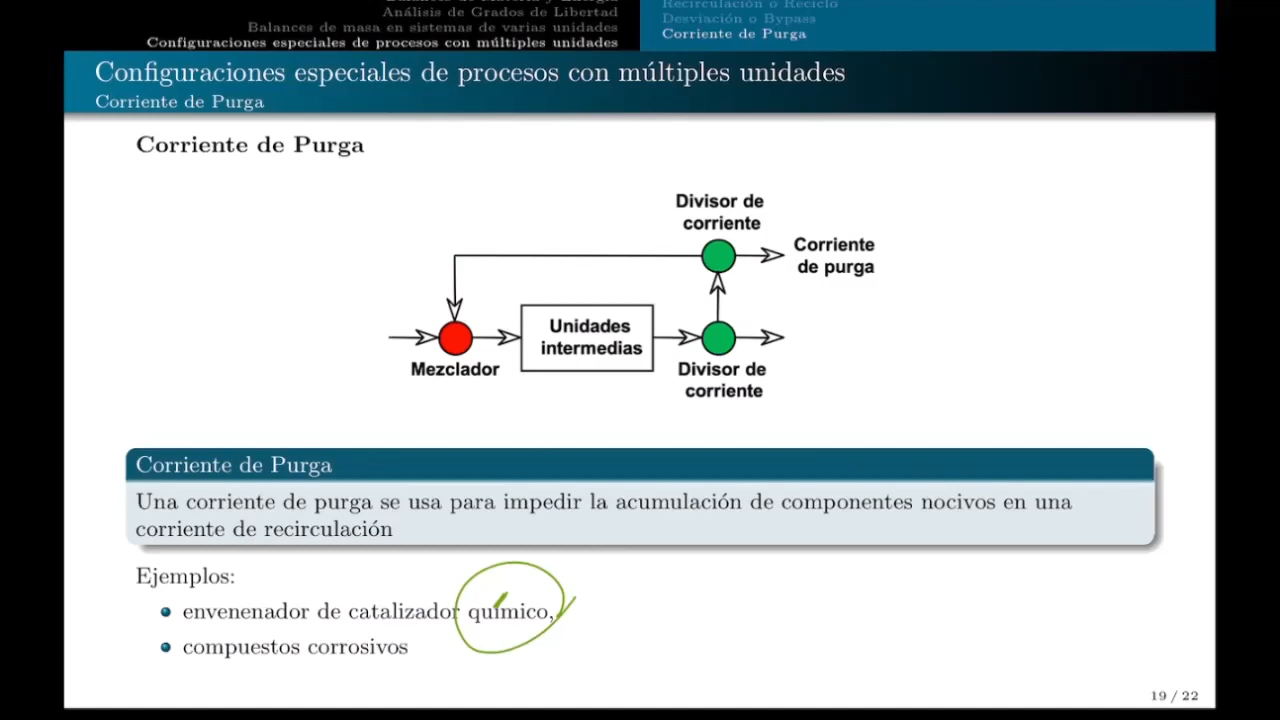 Balances de Materia y Energía
Análisis de Grados de Libertad
Balances de masa en sistemas de varias unidades
Configuraciones especiales de procesos con múltiples unidades
Recirculación o Reciclo
Desviación o Bypass
Corriente de Purga
Configuraciones especiales de procesos con múltiples unidades
Corriente de Purga
Corriente de Purga
Divisor de
corriente
Corriente
de purga
Unidades
intermedias
Mezclador
Divisor de
corriente
Corriente de Purga
Una corriente de purga se usa para impedir la acumulación de componentes nocivos en una
corriente de recirculación
Ejemplos:
envenenador de catalizador químico,
compuestos corrosivos
19 / 22